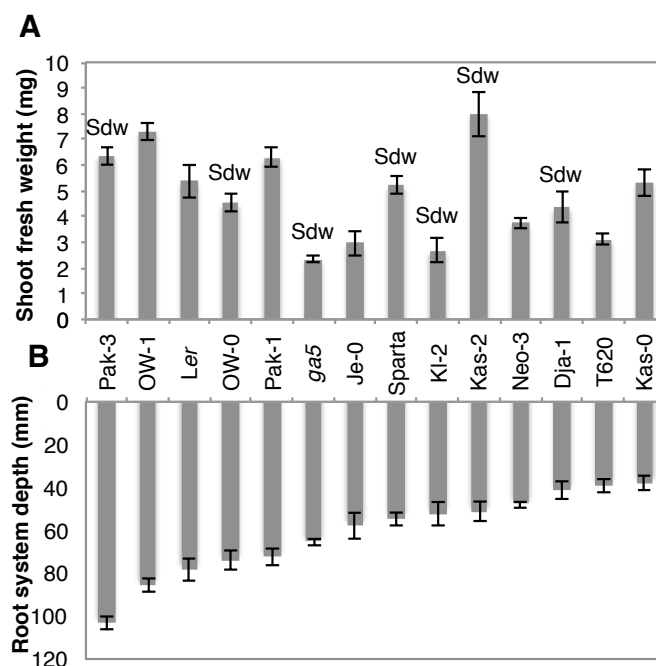 A
Shoot fresh weight (mg)
10
9
8
7
6
5
4
3
2
1
0
Sdw
Sdw
Sdw
Sdw
Sdw
Sdw
Sdw
Pak-3
OW-1
Ler
OW-0
Pak-1
ga5
Je-0
Sparta
Kl-2
Kas-2
Neo-3
Dja-1
T620
Kas-0
B
Root system depth (mm)
0
20
40
60
80
100
120